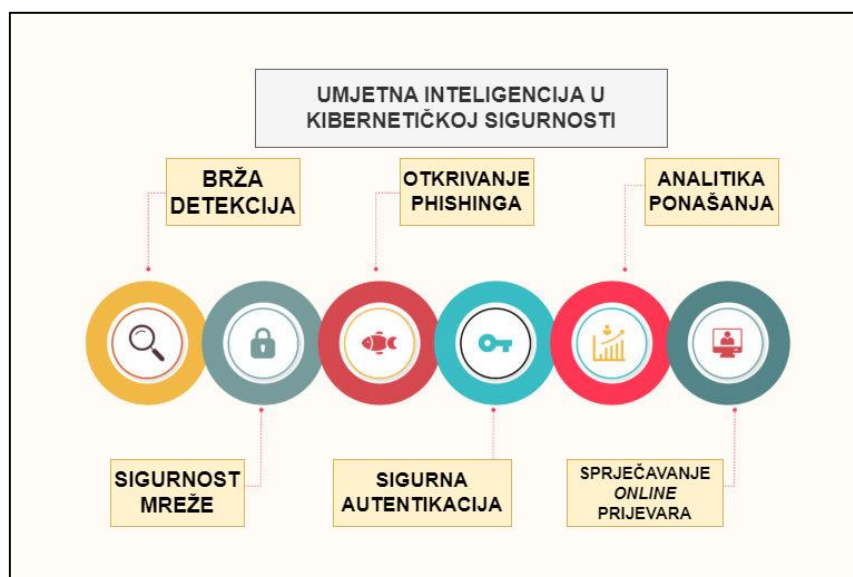 UMJETNA INTELIGENCIJA U
KIBERNETIČKOJ SIGURNOSTI
BRŽA
DETEKCIJA
OTKRIVANJE
PHISHINGA
ANALITIKA
PONAŠANJA
SIGURNOST
MREŽE
SIGURNA
AUTENTIKACIJA
SPRJEČAVANJE
ONLINE
PRIJEVARA